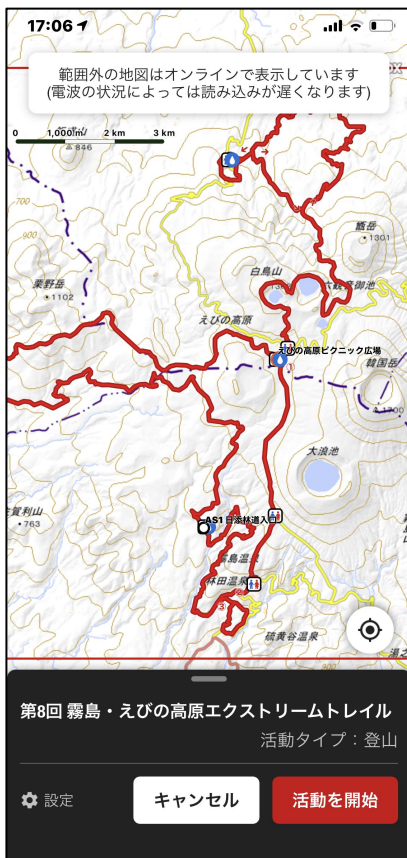 17:06
範囲外の地図はオンラインで表示しています
(電波の状況によっては読み込みが遅くなります)
0 1,000m 2 km 3 km
846
甑岳
1301
700
900
白鳥山
六観音御池
栗野岳
1102
えびの高原
えびの高原ピクニック広場
韓国岳
1700
大浪池
AS1 日添林道入口
763
霧島温
林田温泉
3
硫黄谷温泉
第8回 霧島・えびの高原エクストリームトレイル
活動タイプ:登山
設定
キャンセル
活動を開始